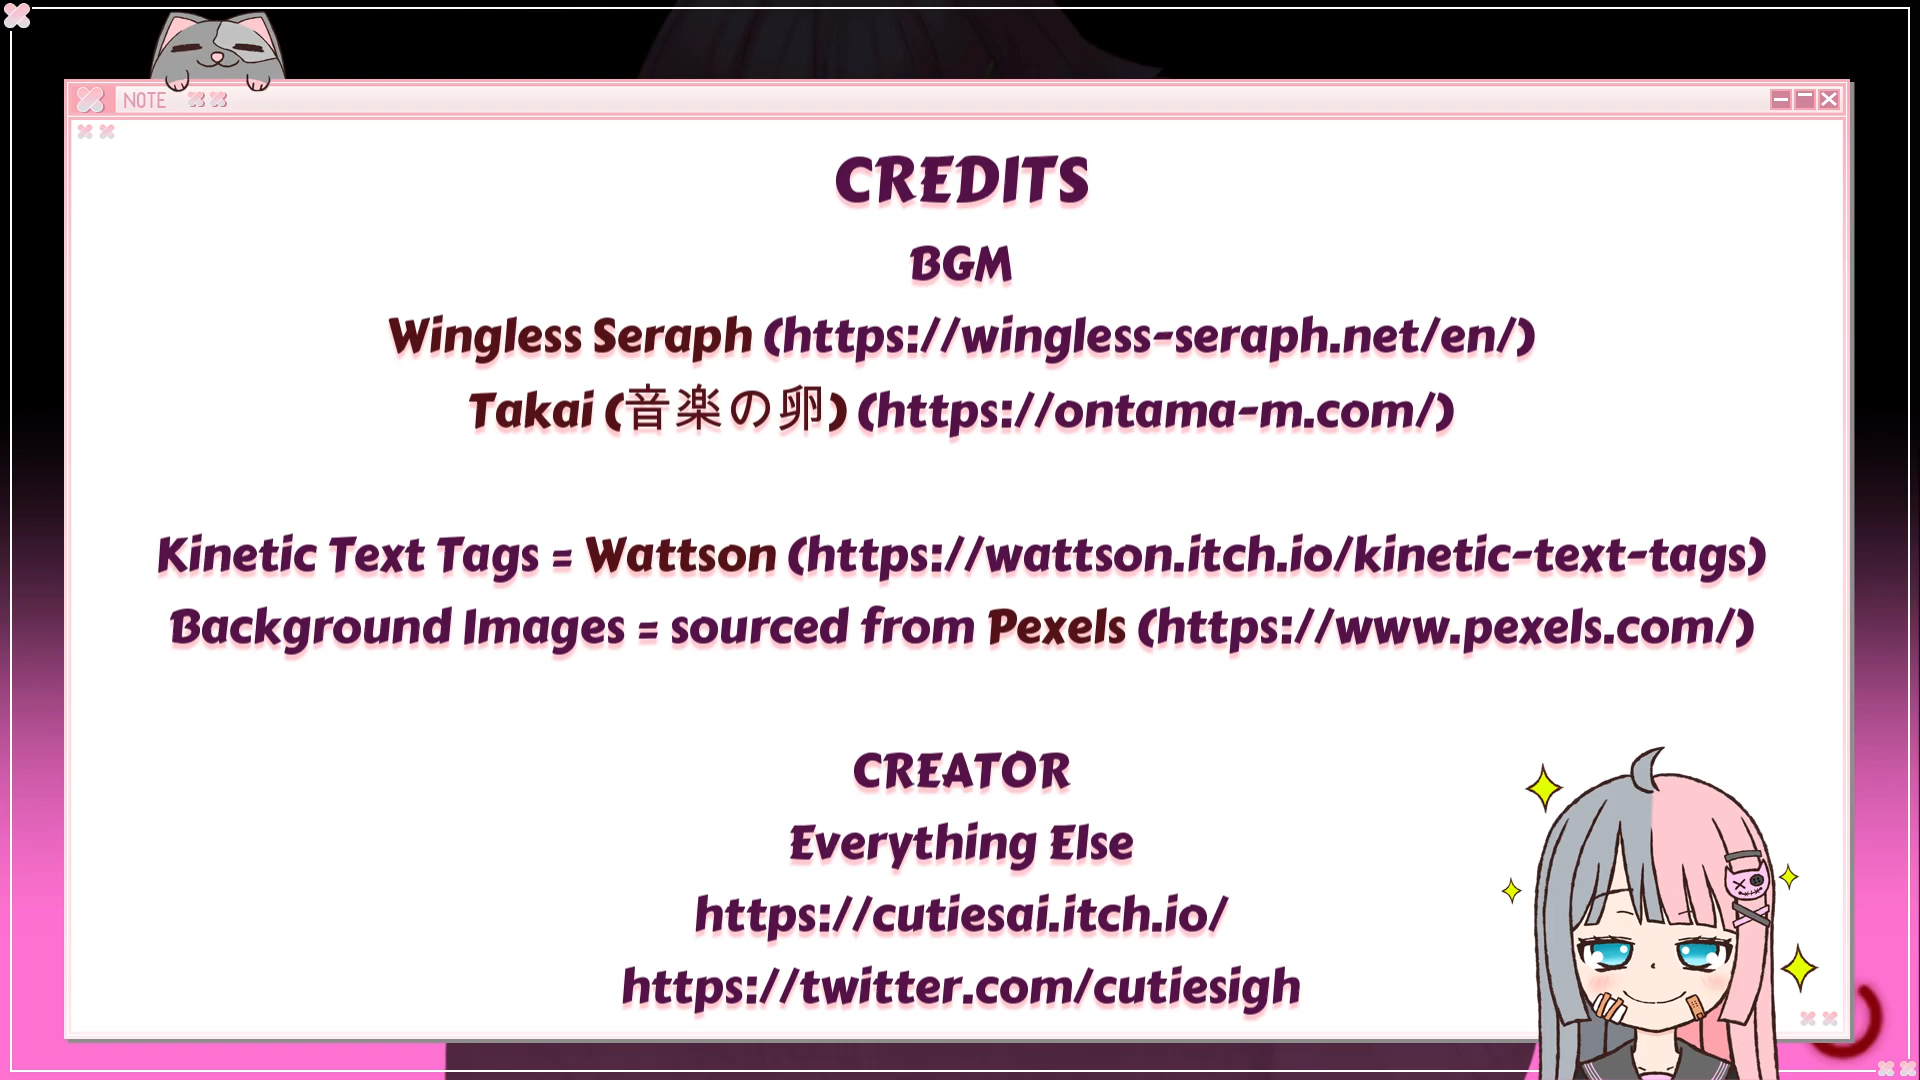 NOTE
CREDITS
BGM
Wingless Seraph (https://wingless-seraph.net/en/)
Takai (音楽の卵) (https://ontama-m.com/)
Kinetic Text Tags = Wattson (https://wattson.itch.io/kinetic-text-tags)
Background Images = sourced from Pexels (https://www.pexels.com/)
CREATOR
Everything Else
https://cutiesai.itch.io/
https://twitter.com/cutiesigh